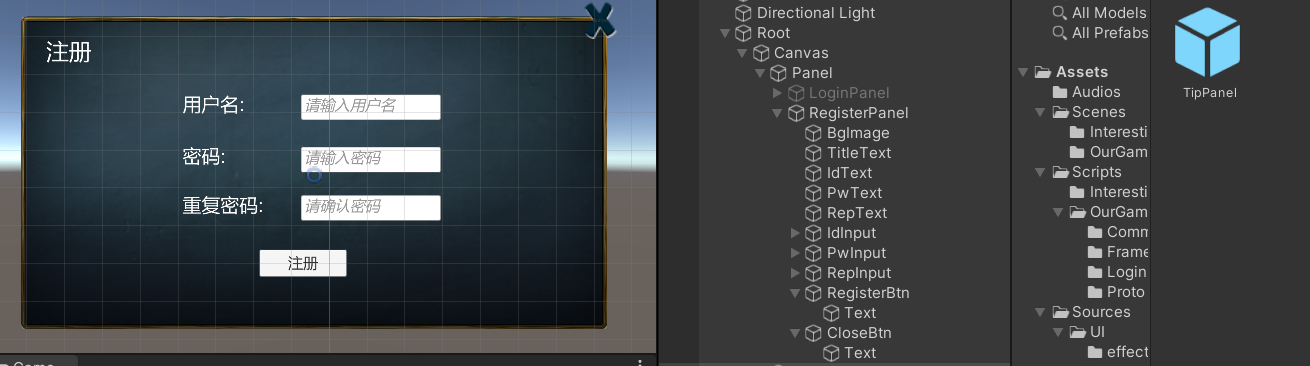 注册
用户名:
请输入用户名
密码:
请输入密码
重复密码:
请确认密码
注册
Directional Light
Root
Canvas
Panel
LoginPanel
RegisterPanel
BgImage
TitleText
IdText
PwText
RepText
IdInput
PwInput
RepInput
RegisterBtn
Text
CloseBtn
Text
All Models
All Prefabs
Assets
Audios
Scenes
Interesti
OurGam
Scripts
Interesti
OurGam
Comm
Frame
Login
Proto
Sources
UI
effect
TipPanel